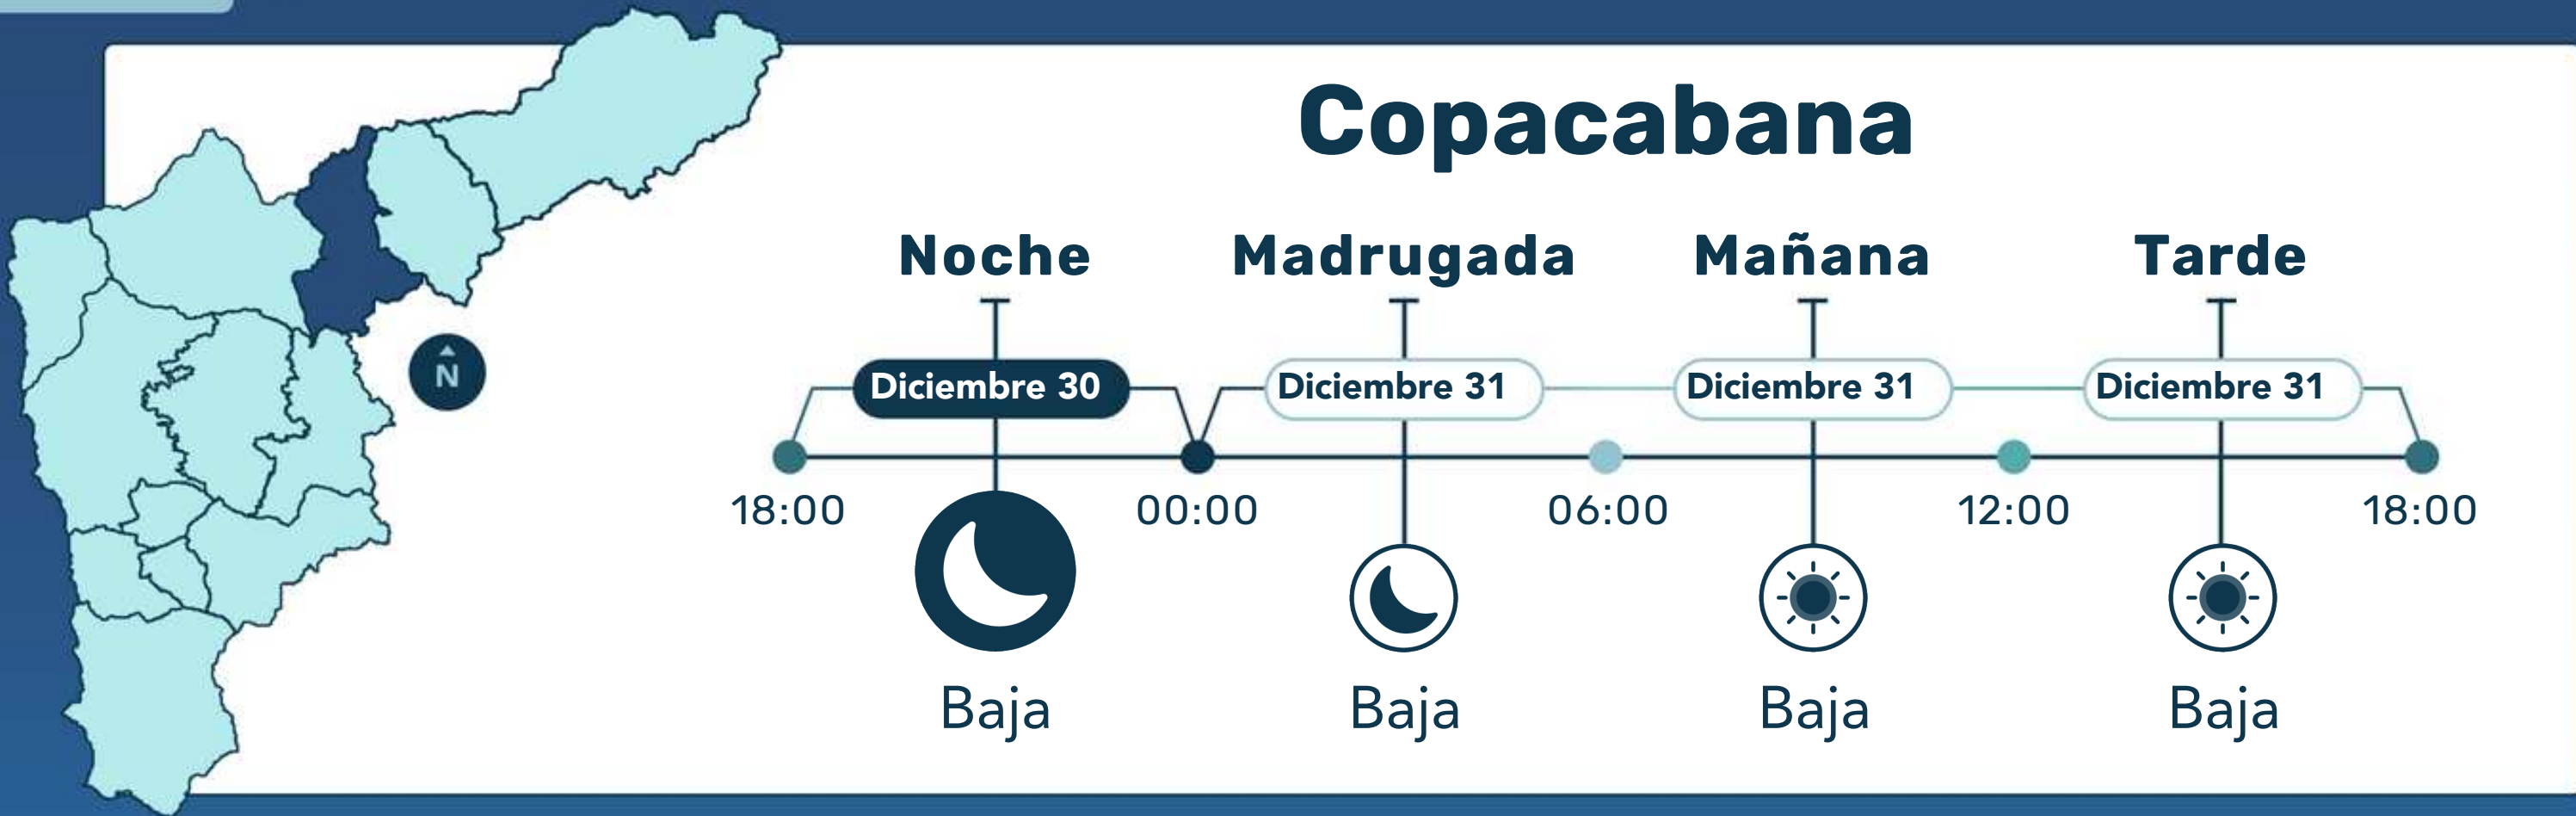 Copacabana
Noche Madrugada Mañana Tarde
Diciembre 30 Diciembre 31 Diciembre 31 Diciembre 31
N
18:00 00:00 06:00 12:00 18:00
Baja Baja Baja Baja